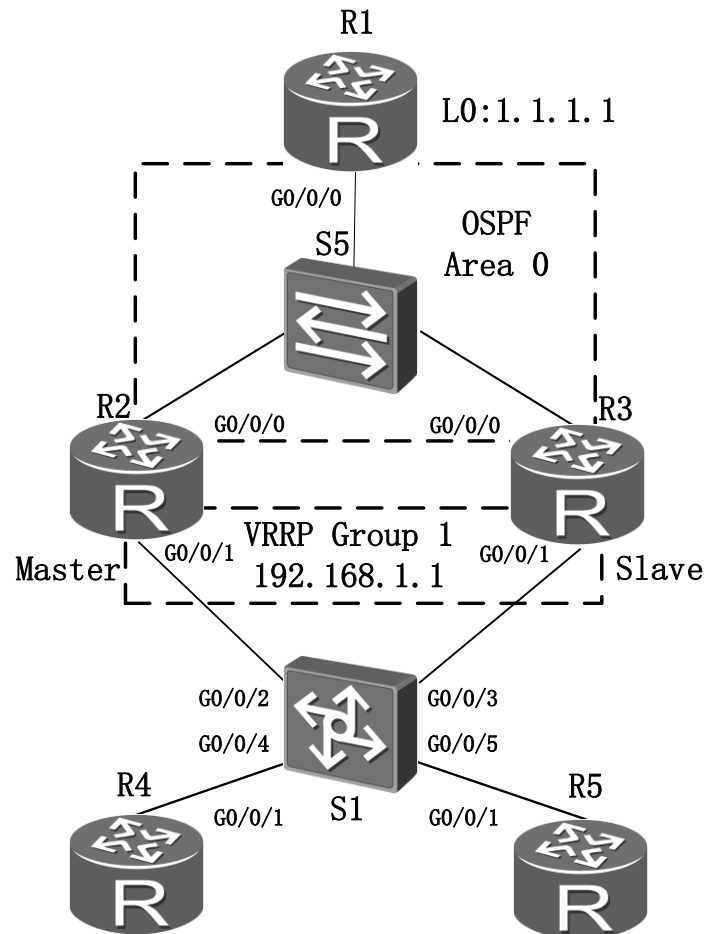 R1
L0:1.1.1.1
R
G0/0/0
OSPF
Area 0
S5
R2
R3
G0/0/0
G0/0/0
R
R
VRRP Group 1
192.168.1.1
G0/0/1
G0/0/1
Master
Slave
G0/0/2
G0/0/3
G0/0/4
G0/0/5
R4
R5
S1
G0/0/1
G0/0/1
R
R